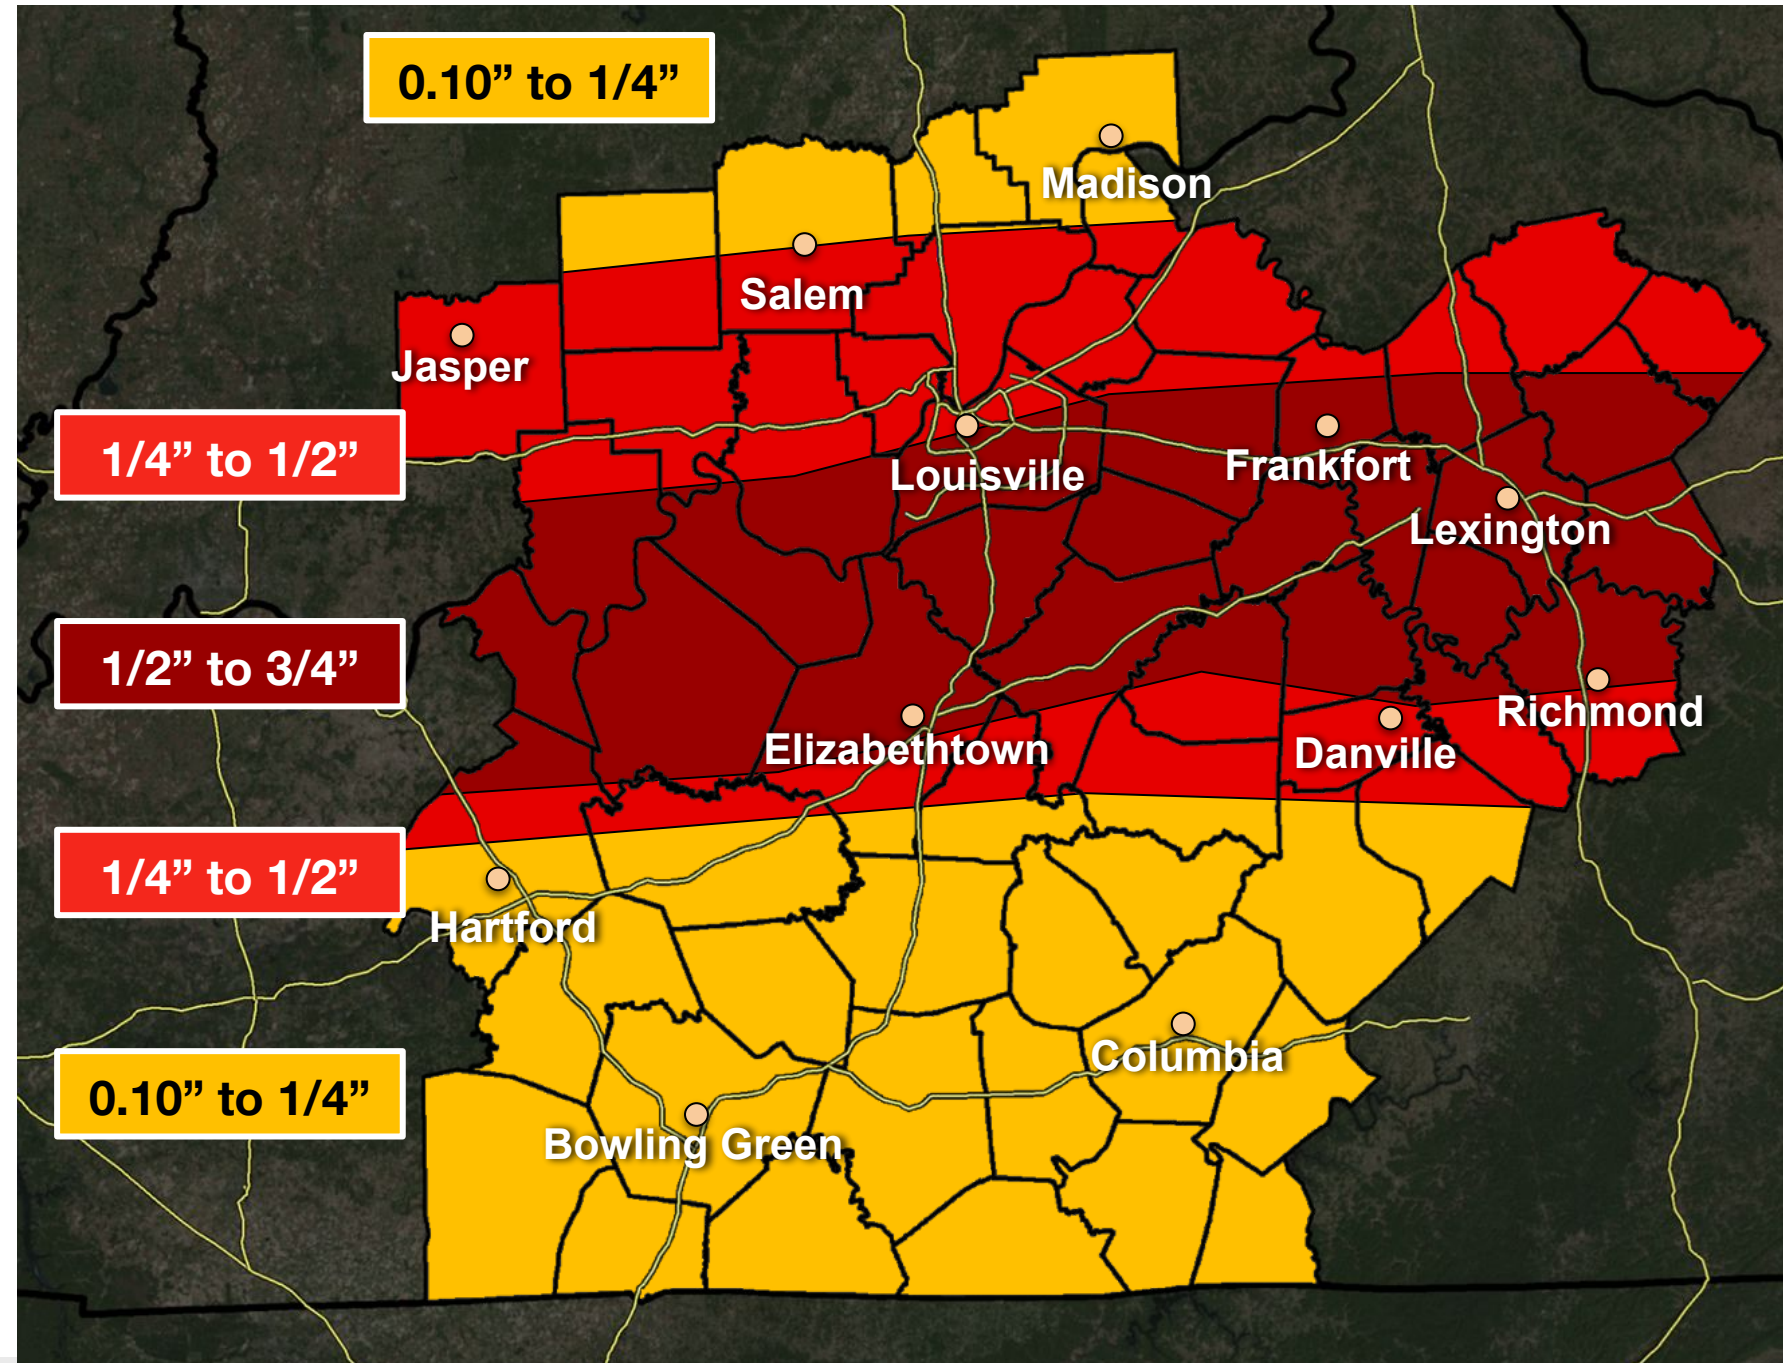 0.10” to 1/4”
Madison
Salem
Jasper
1/4” to 1/2”
Louisville
Frankfort
Lexington
1/2” to 3/4”
Richmond
Elizabethtown
Danville
1/4” to 1/2”
Hartford
Columbia
0.10” to 1/4”
Bowling Green